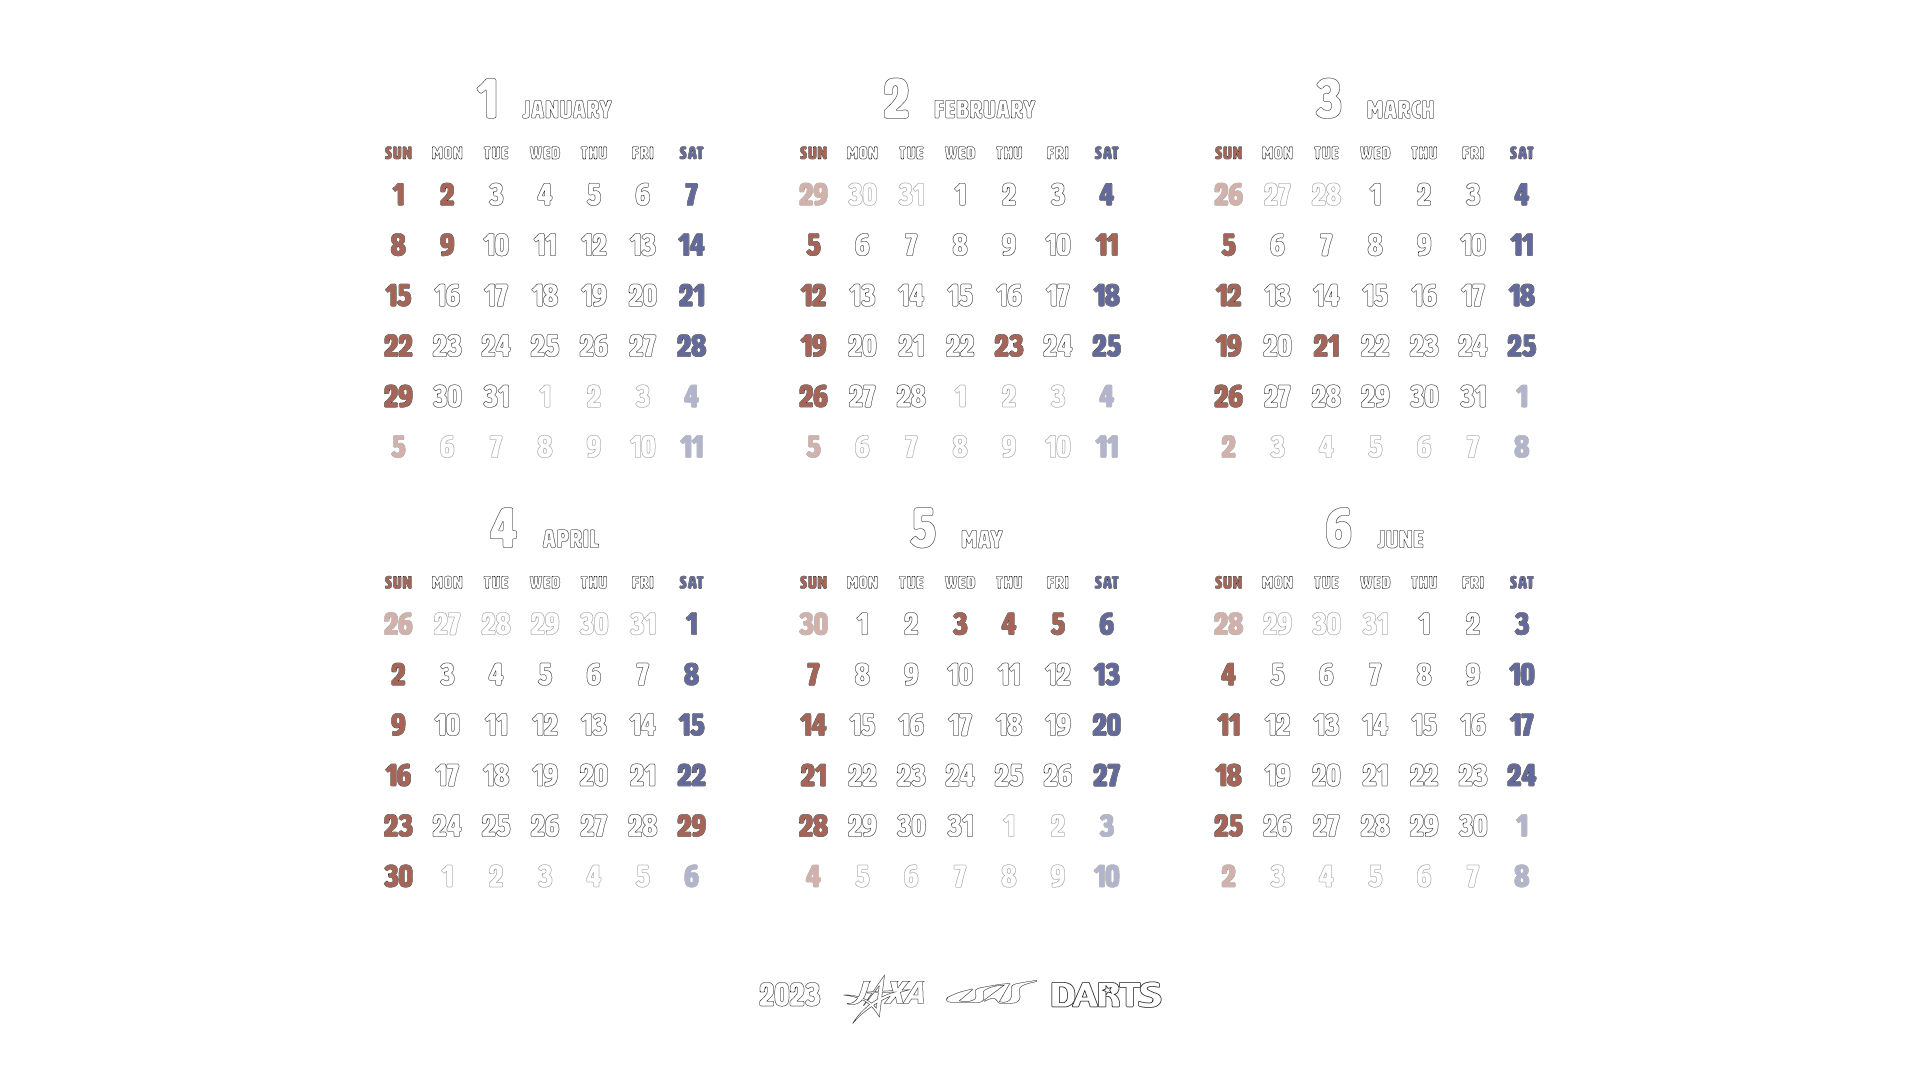 1 JANUARY
SUN MON TUE WED THU FRI SAT
1 2 3 4 5 6 7
8 9 10 11 12 13 14
15 16 17 18 19 20 21
22 23 24 25 26 27 28
29 30 31 1 2 3 4
5 6 7 8 9 10 11
2 FEBRUARY
SUN MON TUE WED THU FRI SAT
29 30 31 1 2 3 4
5 6 7 8 9 10 11
12 13 14 15 16 17 18
19 20 21 22 23 24 25
26 27 28 1 2 3 4
5 6 7 8 9 10 11
3 MARCH
SUN MON TUE WED THU FRI SAT
26 27 28 1 2 3 4
5 6 7 8 9 10 11
12 13 14 15 16 17 18
19 20 21 22 23 24 25
26 27 28 29 30 31 1
2 3 4 5 6 7 8
4 APRIL
SUN MON TUE WED THU FRI SAT
26 27 28 29 30 31 1
2 3 4 5 6 7 8
9 10 11 12 13 14 15
16 17 18 19 20 21 22
23 24 25 26 27 28 29
30 1 2 3 4 5 6
5 MAY
SUN MON TUE WED THU FRI SAT
30 1 2 3 4 5 6
7 8 9 10 11 12 13
14 15 16 17 18 19 20
21 22 23 24 25 26 27
28 29 30 31 1 2 3
4 5 6 7 8 9 10
6 JUNE
SUN MON TUE WED THU FRI SAT
28 29 30 31 1 2 3
4 5 6 7 8 9 10
11 12 13 14 15 16 17
18 19 20 21 22 23 24
25 26 27 28 29 30 1
2 3 4 5 6 7 8
2023 JAXA ISAS DARTS